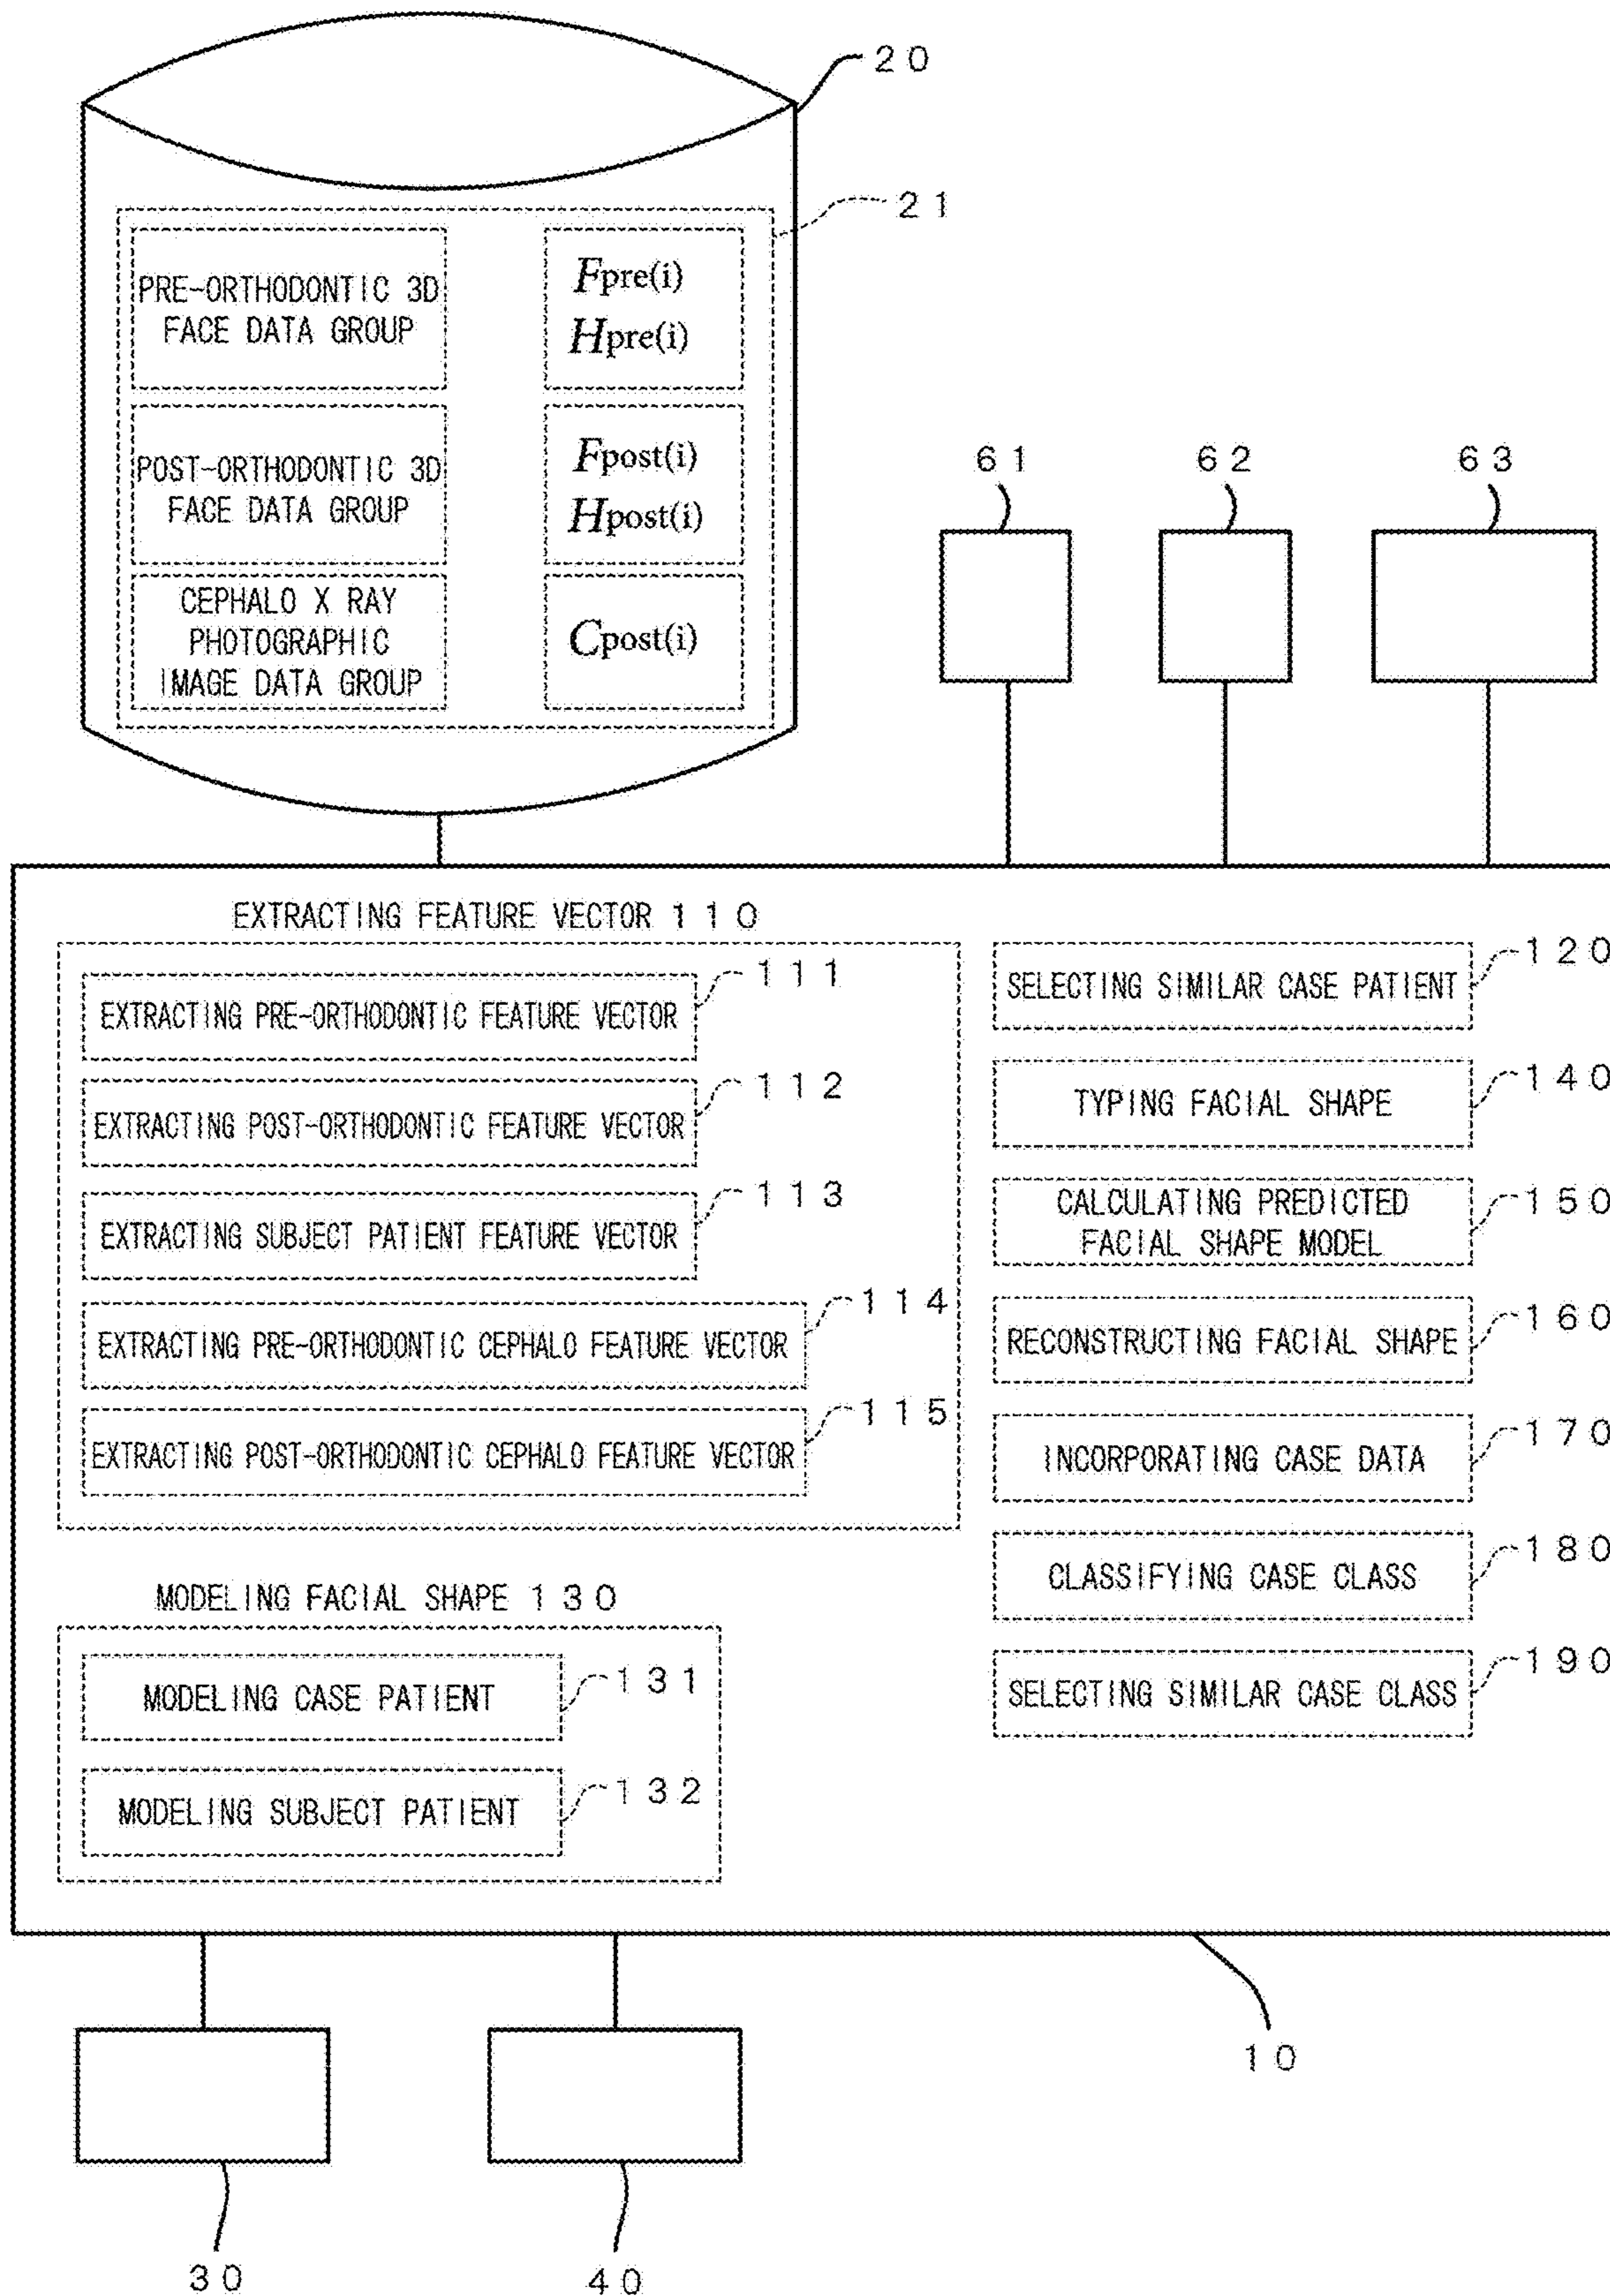 20
21
PRE-ORTHODONTIC 3D
FACE DATA GROUP
Fpre(i)
Hpre(i)
POST-ORTHODONTIC 3D
FACE DATA GROUP
Fpost(i)
Hpost(i)
CEPHALO X RAY
PHOTOGRAPHIC
IMAGE DATA GROUP
Cpost(i)
61
62
63
EXTRACTING FEATURE VECTOR 110
EXTRACTING PRE-ORTHODONTIC FEATURE VECTOR
111
EXTRACTING POST-ORTHODONTIC FEATURE VECTOR
112
EXTRACTING SUBJECT PATIENT FEATURE VECTOR
113
EXTRACTING PRE-ORTHODONTIC CEPHALO FEATURE VECTOR
114
EXTRACTING POST-ORTHODONTIC CEPHALO FEATURE VECTOR
115
MODELING FACIAL SHAPE 130
MODELING CASE PATIENT
131
MODELING SUBJECT PATIENT
132
SELECTING SIMILAR CASE PATIENT
120
TYPING FACIAL SHAPE
140
CALCULATING PREDICTED
FACIAL SHAPE MODEL
150
RECONSTRUCTING FACIAL SHAPE
160
INCORPORATING CASE DATA
170
CLASSIFYING CASE CLASS
180
SELECTING SIMILAR CASE CLASS
190
10
30
40